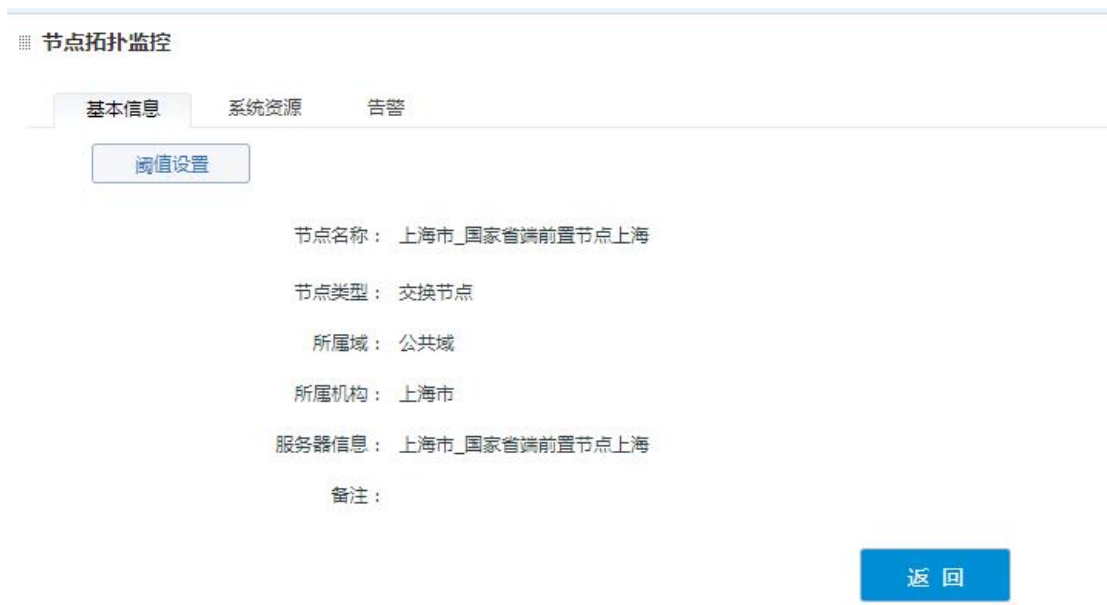 节点拓扑监控
基本信息 系统资源 告警
阈值设置
节点名称： 上海市_国家省端前置节点上海
节点类型： 交换节点
所属域： 公共域
所属机构： 上海市
服务器信息： 上海市_国家省端前置节点上海
备注：
返 回